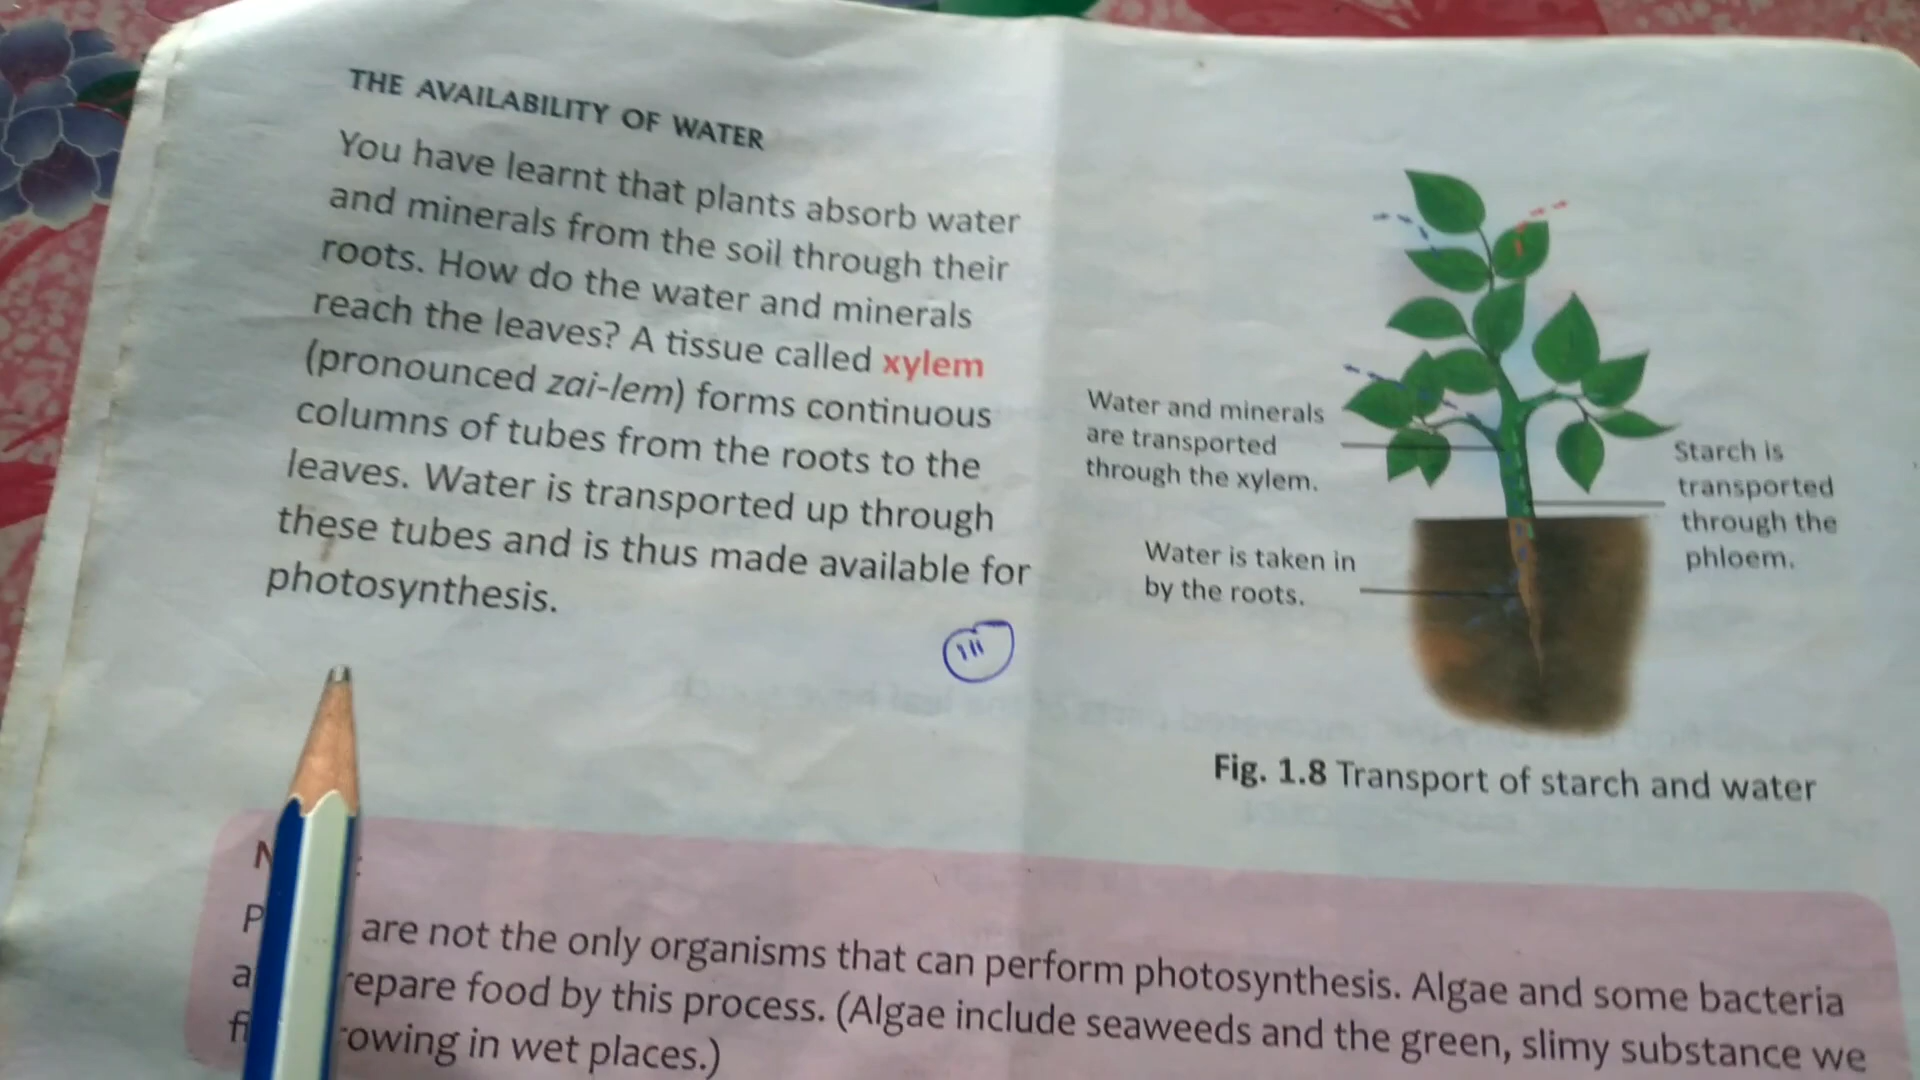 THE AVAILABILITY OF WATER
You have learnt that plants absorb water
and minerals from the soil through their
roots. How do the water and minerals
reach the leaves? A tissue called xylem
(pronounced zai-lem) forms continuous
columns of tubes from the roots to the
leaves. Water is transported up through
these tubes and is thus made available for
photosynthesis.
Water and minerals
are transported
through the xylem.
Water is taken in
by the roots.
Starch is
transported
through the
phloem.
Fig. 1.8 Transport of starch and water
are not the only organisms that can perform photosynthesis. Algae and some bacteria
food by this process. (Algae include seaweeds and the green, slimy substance we
in wet places.)